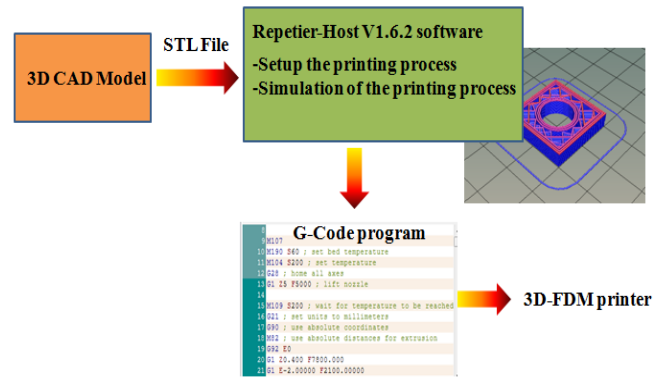 3D CAD Model
STL File
Repetier-Host V1.6.2 software
-Setup the printing process
-Simulation of the printing process
G-Code program
8
9 M107
10 M190 S60 ; set bed temperature
11 M104 S200 ; set temperature
12 G28 ; home all axes
13 G1 Z5 F5000 ; lift nozzle
14
15 M109 S200 ; wait for temperature to be reached
16 G21 ; set units to millimeters
17 G90 ; use absolute coordinates
18 M82 ; use absolute distances for extrusion
19 G92 E0
20 G1 Z0.400 F7800.000
21 G1 E-2.00000 F2100.00000
3D-FDM printer